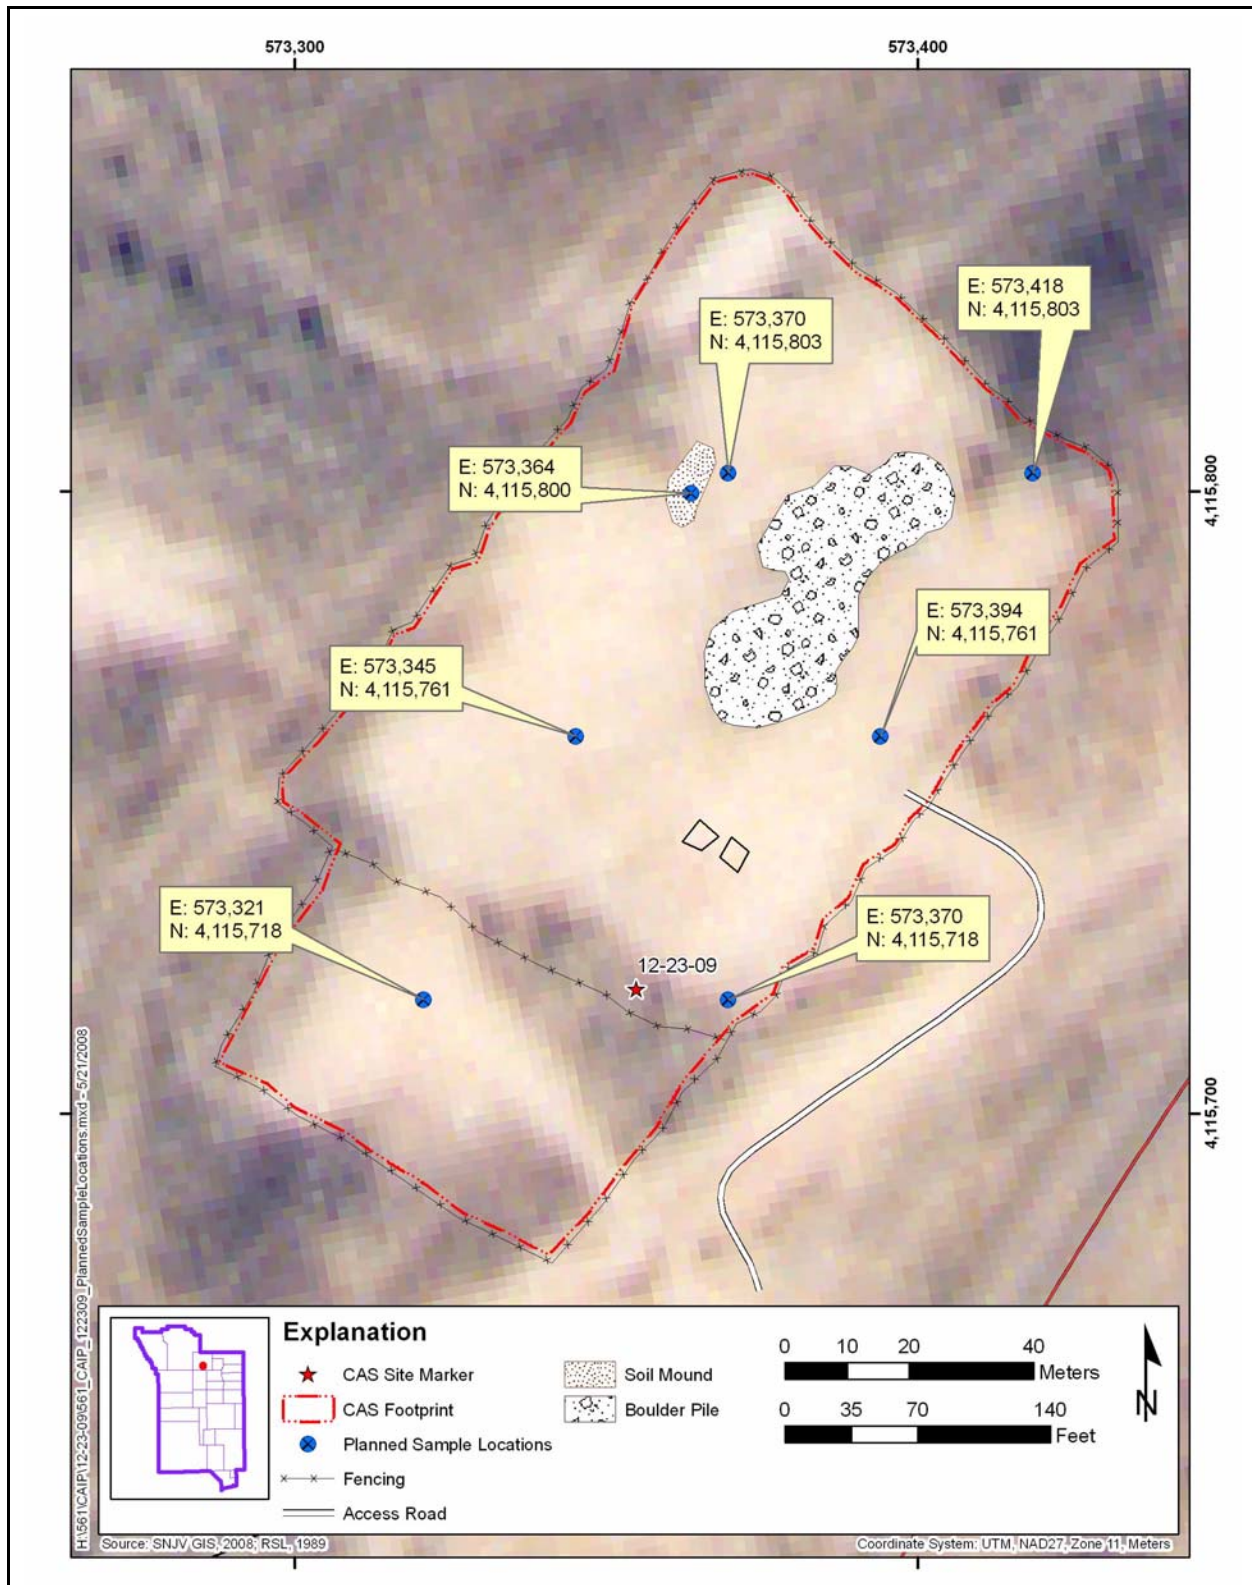 573,300
573,400
E: 573,418
N: 4,115,803
E: 573,370
N: 4,115,803
E: 573,364
N: 4,115,800
4,115,800
E: 573,394
N: 4,115,761
E: 573,345
N: 4,115,761
E: 573,321
N: 4,115,718
E: 573,370
N: 4,115,718
12-23-09
4,115,700
H:\561\CAIP\12-23-09\561_CAIP_122309_PlannedSampleLocations.mxd - 5/21/2008
Explanation
CAS Site Marker
CAS Footprint
Planned Sample Locations
Fencing
Access Road
Soil Mound
Boulder Pile
0 10 20 40
Meters
0 35 70 140
Feet
N
Source: SNJV GIS, 2008; RSL, 1989
Coordinate System: UTM, NAD27, Zone 11, Meters